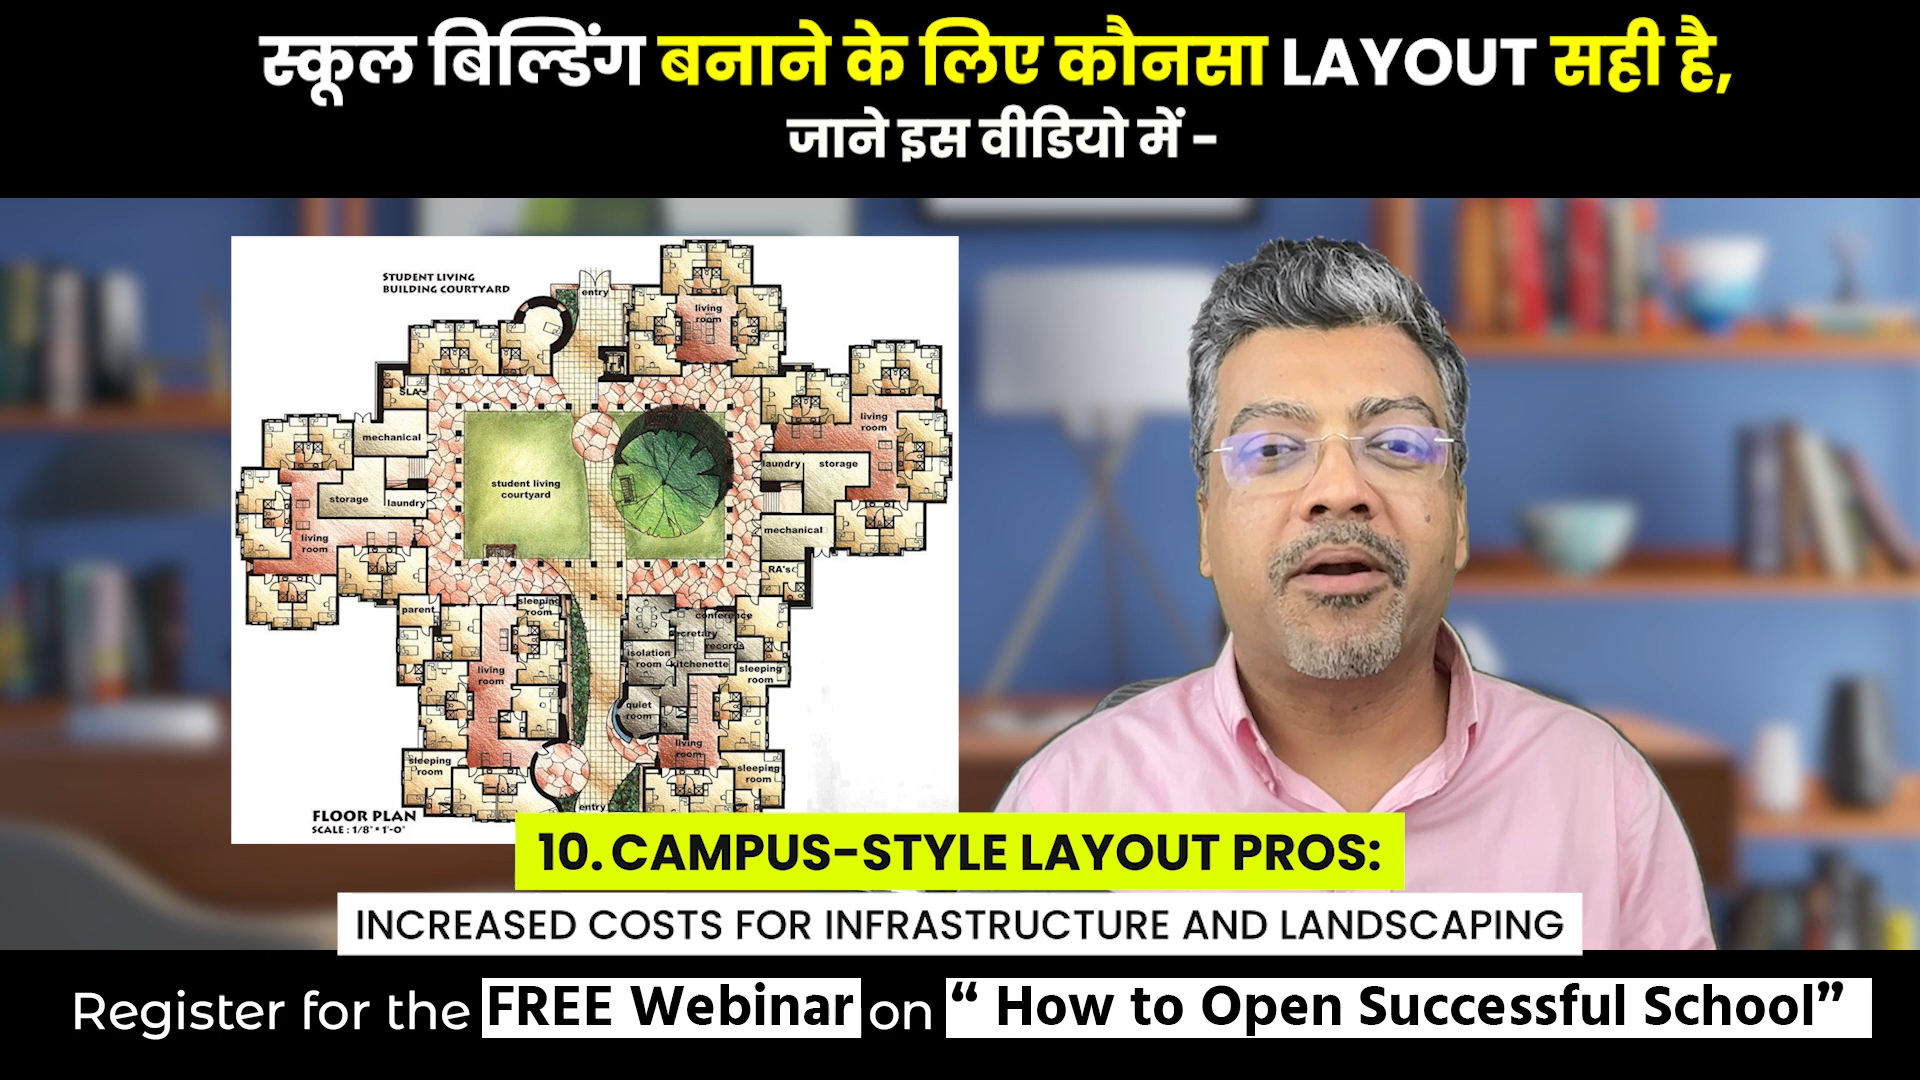 स्कूल बिल्डिंग बनाने के लिए कौनसा LAYOUT सही है,
जाने इस वीडियो में -
STUDENT LIVING
BUILDING COURTYARD
entry
living
room
SLA's
mechanical
living
room
laundry
storage
student living
courtyard
storage
laundry
mechanical
living
room
RA's
parent
sleeping
room
conference
secretary
records
isolation
room
kitchenette
sleeping
room
living
room
quiet
room
living
room
sleeping
room
sleeping
room
entry
FLOOR PLAN
SCALE : 1/8" = 1'-0"
10. CAMPUS-STYLE LAYOUT PROS:
INCREASED COSTS FOR INFRASTRUCTURE AND LANDSCAPING
Register for the FREE Webinar on “ How to Open Successful School”